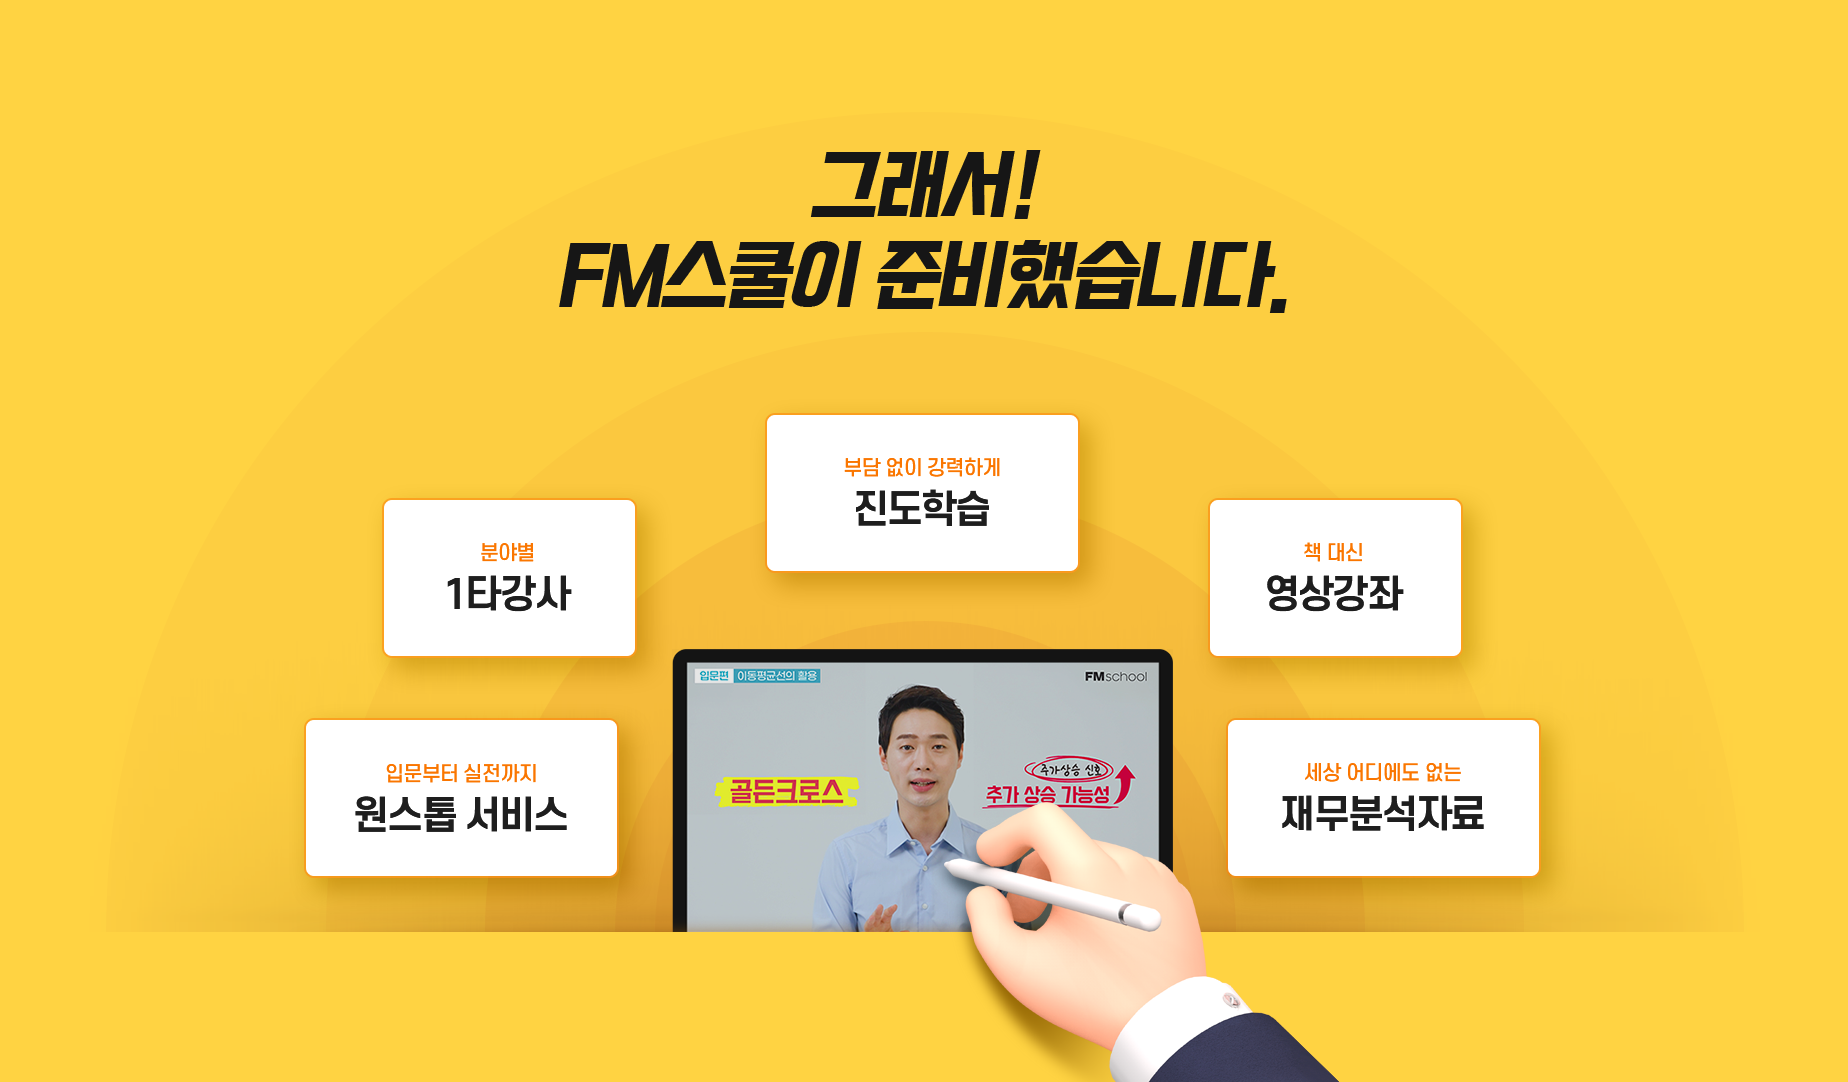 그래서!
FM스쿨이 준비했습니다.
부담 없이 강력하게
진도학습
분야별
1타강사
책 대신
영상강좌
입문부터 실전까지
원스톱 서비스
세상 어디에도 없는
재무분석자료
입문편 이동평균선의 활용
FMschool
골든크로스
추가상승 신호
추가 상승 가능성